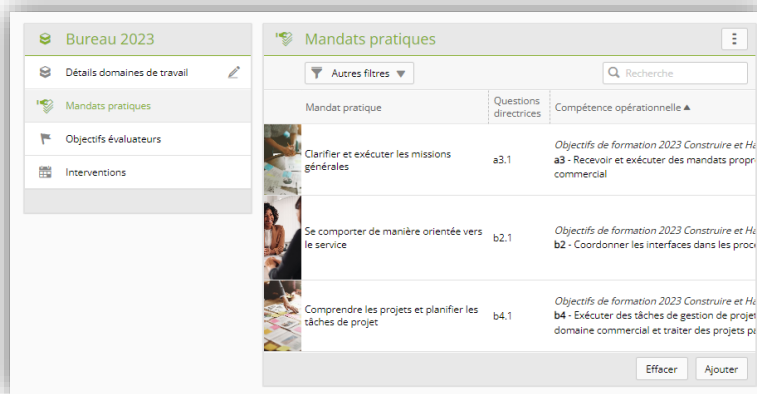 Bureau 2023
Détails domaines de travail
Mandats pratiques
Objectifs évaluateurs
Interventions
Mandats pratiques
Autres filtres
Recherche
Mandat pratique
Questions
directrices
Compétence opérationnelle
Clarifier et exécuter les missions
générales
a3.1
Objectifs de formation 2023 Construire et Ha
a3 - Recevoir et exécuter des mandats propr
commercial
Se comporter de manière orientée vers
le service
b2.1
Objectifs de formation 2023 Construire et Ha
b2 - Coordonner les interfaces dans les proc
Comprendre les projets et planifier les
tâches de projet
b4.1
Objectifs de formation 2023 Construire et Ha
b4 - Exécuter des tâches de gestion de projet
domaine commercial et traiter des projets pa
Effacer
Ajouter